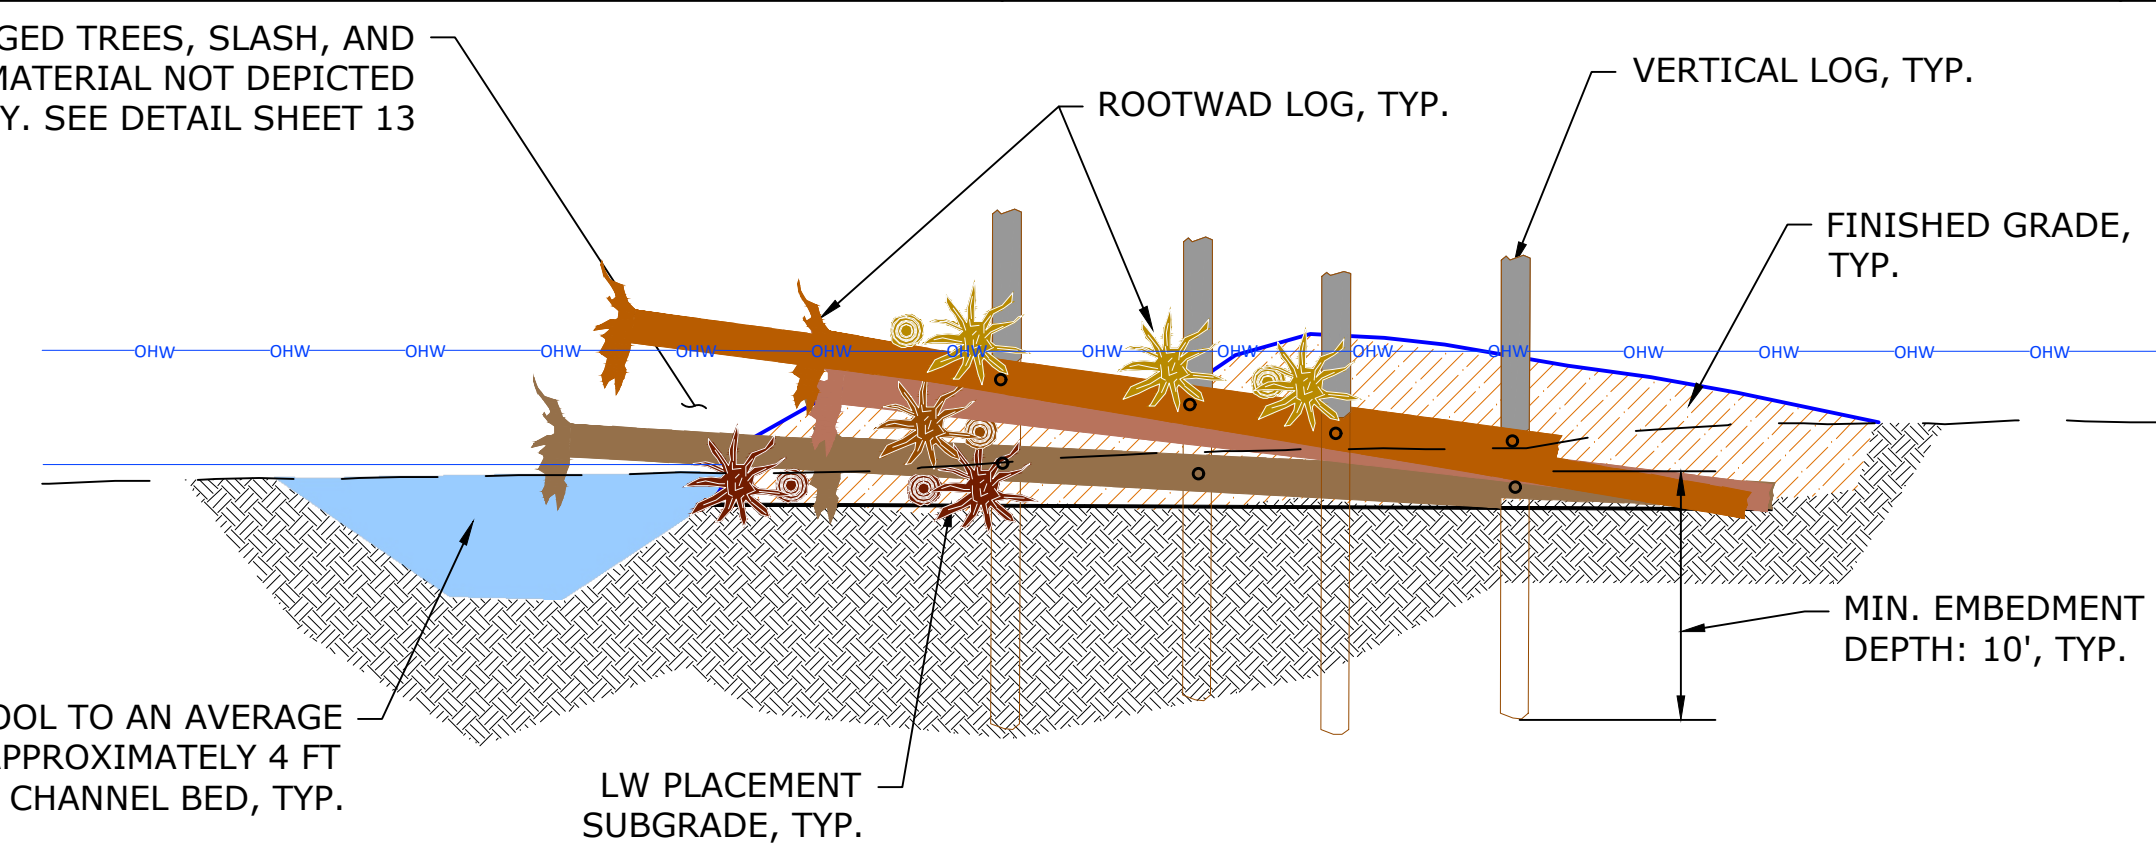 GED TREES, SLASH, AND
MATERIAL NOT DEPICTED
Y. SEE DETAIL SHEET 13
ROOTWAD LOG, TYP.
VERTICAL LOG, TYP.
FINISHED GRADE,
TYP.
OHW OHW OHW OHW OHW OHW OHW OHW OHW OHW OHW OHW OHW OHW OHW
MIN. EMBEDMENT
DEPTH: 10', TYP.
OOL TO AN AVERAGE
APPROXIMATELY 4 FT
CHANNEL BED, TYP.
LW PLACEMENT
SUBGRADE, TYP.